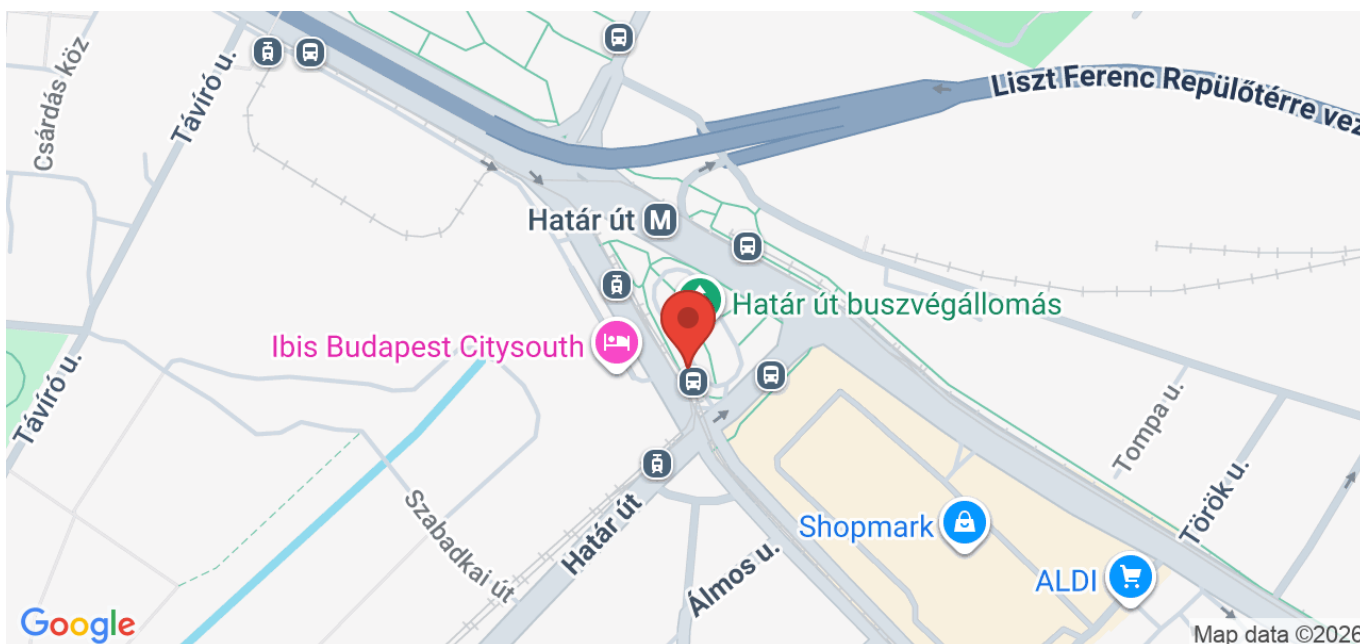 Csárdás köz
Távíró u.
Liszt Ferenc Repülőtérre vez
Határ út M
Határ út buszvégállomás
Ibis Budapest Citysouth
Távíró u.
Tompa u.
Török u.
Szabadkai út
Határ út
Shopmark
Álmos u.
ALDI
Google
Map data ©2026